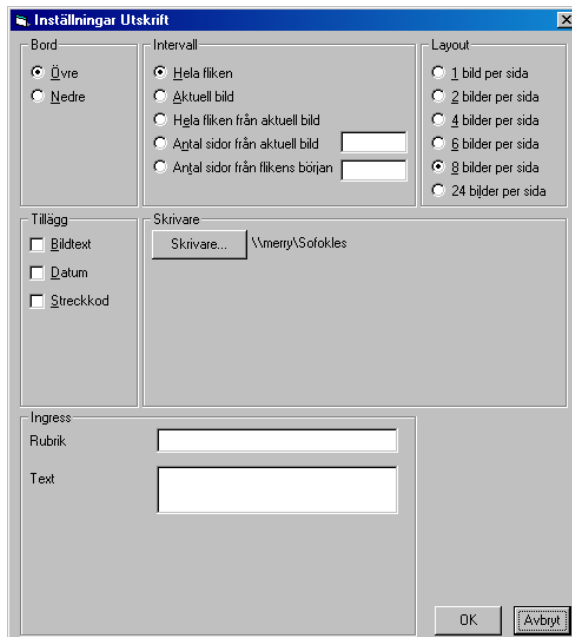 Inställningar Utskrift
Bord
Övre
Nedre
Intervall
Hela fliken
Aktuell bild
Hela fliken från aktuell bild
Antal sidor från aktuell bild
Antal sidor från flikens början
Layout
1 bild per sida
2 bilder per sida
4 bilder per sida
6 bilder per sida
8 bilder per sida
24 bilder per sida
Tillägg
Bildtext
Datum
Streckkod
Skrivare
Skrivare... \\merry\Sofokles
Ingress
Rubrik
Text
OK Avbryt